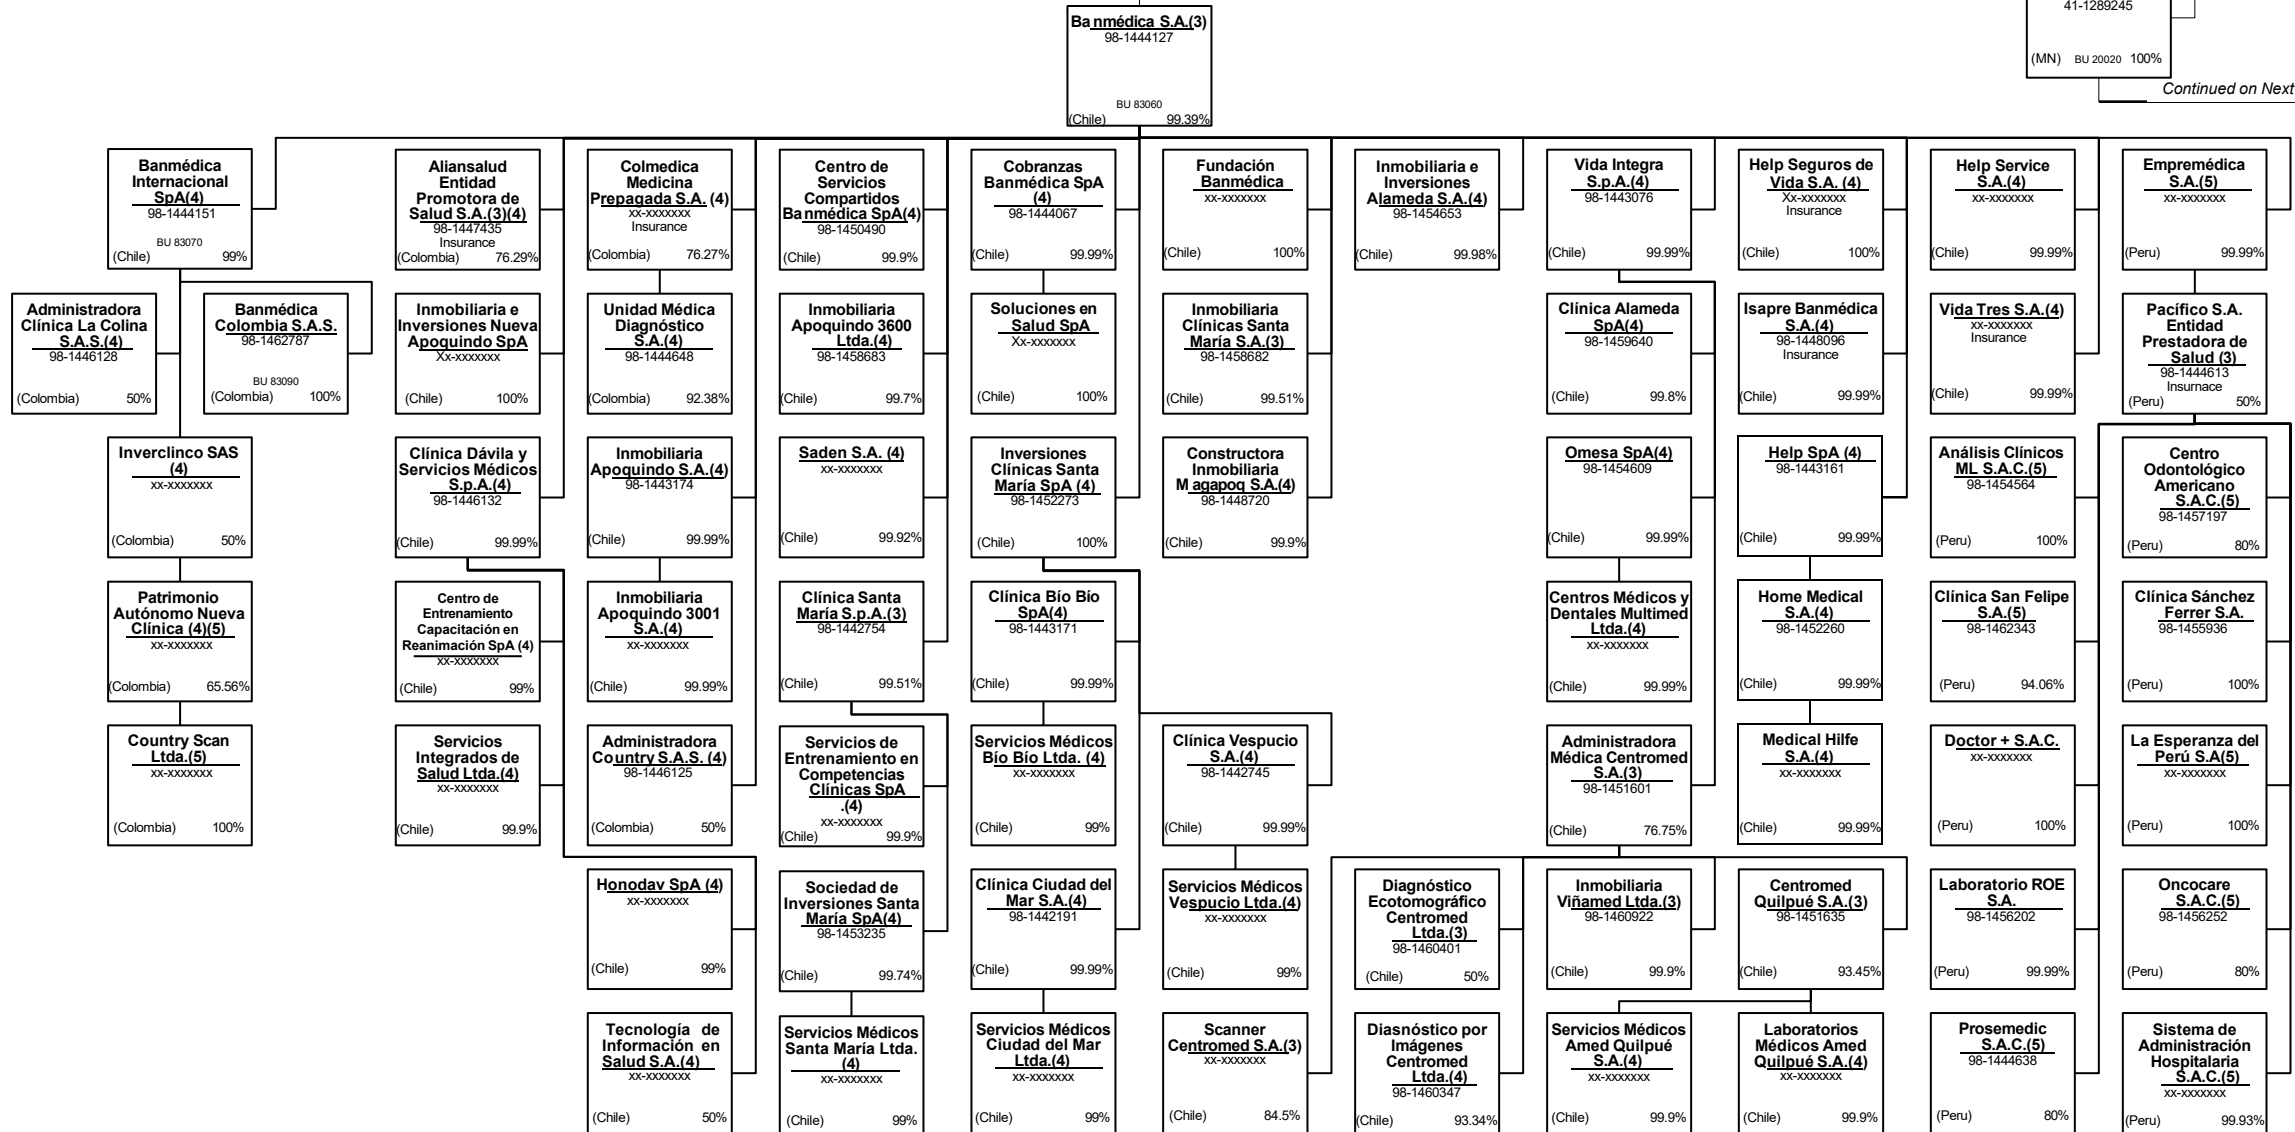 41-1289245
(MN) BU 20020 100%
Continued on Next
Banmédica S.A.(3)
98-1444127
BU 83060
(Chile) 99.39%
Banmédica
Internacional
SpA(4)
98-1444151
BU 83070
(Chile) 99%
Aliansalud
Entidad
Promotora de
Salud S.A.(3)(4)
98-1447435
Insurance
(Colombia) 76.29%
Colmedica
Medicina
Prepagada S.A. (4)
xx-xxxxxxx
Insurance
(Colombia) 76.27%
Centro de
Servicios
Compartidos
Banmédica SpA(4)
98-1450490
(Chile) 99.9%
Cobranzas
Banmédica SpA
(4)
98-1444067
(Chile) 99.99%
Fundación
Banmédica
xx-xxxxxxx
(Chile) 100%
Inmobiliaria e
Inversiones
Alameda S.A.(4)
98-1454653
(Chile) 99.98%
Vida Integra
S.p.A.(4)
98-1443076
(Chile) 99.99%
Help Seguros de
Vida S.A. (4)
Xx-xxxxxxx
Insurance
(Chile) 100%
Help Service
S.A.(4)
xx-xxxxxxx
(Chile) 99.99%
Empremédica
S.A.(5)
xx-xxxxxxx
(Peru) 99.99%
Administradora
Clínica La Colina
S.A.S.(4)
98-1446128
(Colombia) 50%
Banmédica
Colombia S.A.S.
98-1462787
BU 83090
(Colombia) 100%
Inmobiliaria e
Inversiones Nueva
Apoquindo SpA
Xx-xxxxxxx
(Chile) 100%
Unidad Médica
Diagnóstico
S.A.(4)
98-1444648
(Colombia) 92.38%
Inmobiliaria
Apoquindo 3600
Ltda.(4)
98-1458683
(Chile) 99.7%
Soluciones en
Salud SpA
Xx-xxxxxxx
(Chile) 100%
Inmobiliaria
Clínicas Santa
María S.A.(3)
98-1458682
(Chile) 99.51%
Clínica Alameda
SpA(4)
98-1459640
(Chile) 99.8%
Isapre Banmédica
S.A.(4)
98-1448096
Insurance
(Chile) 99.99%
Vida Tres S.A.(4)
xx-xxxxxxx
Insurance
(Chile) 99.99%
Pacífico S.A.
Entidad
Prestadora de
Salud (3)
98-1444613
Insurnace
(Peru) 50%
Inverclinco SAS
(4)
xx-xxxxxxx
(Colombia) 50%
Clínica Dávila y
Servicios Médicos
S.p.A.(4)
98-1446132
(Chile) 99.99%
Inmobiliaria
Apoquindo S.A.(4)
98-1443174
(Chile) 99.99%
Saden S.A. (4)
xx-xxxxxxx
(Chile) 99.92%
Inversiones
Clínicas Santa
María SpA (4)
98-1452273
(Chile) 100%
Constructora
Inmobiliaria
Magapoq S.A.(4)
98-1448720
(Chile) 99.9%
Omesa SpA(4)
98-1454609
(Chile) 99.99%
Help SpA (4)
98-1443161
(Chile) 99.99%
Análisis Clínicos
ML S.A.C.(5)
98-1454564
(Peru) 100%
Centro
Odontológico
Americano
S.A.C.(5)
98-1457197
(Peru) 80%
Patrimonio
Autónomo Nueva
Clínica (4)(5)
xx-xxxxxxx
(Colombia) 65.56%
Centro de
Entrenamiento
Capacitación en
Reanimación SpA (4)
xx-xxxxxxx
(Chile) 99%
Inmobiliaria
Apoquindo 3001
S.A.(4)
xx-xxxxxxx
(Chile) 99.99%
Clínica Santa
María S.p.A.(3)
98-1442754
(Chile) 99.51%
Clínica Bío Bío
SpA(4)
98-1443171
(Chile) 99.99%
Centros Médicos y
Dentales Multimed
Ltda.(4)
xx-xxxxxxx
(Chile) 99.99%
Home Medical
S.A.(4)
98-1452260
(Chile) 99.99%
Clínica San Felipe
S.A.(5)
98-1462343
(Peru) 94.06%
Clínica Sánchez
Ferrer S.A.
98-1455936
(Peru) 100%
Country Scan
Ltda.(5)
xx-xxxxxxx
(Colombia) 100%
Servicios
Integrados de
Salud Ltda.(4)
xx-xxxxxxx
(Chile) 99.9%
Administradora
Country S.A.S. (4)
98-1446125
(Colombia) 50%
Servicios de
Entrenamiento en
Competencias
Clínicas SpA
.(4)
xx-xxxxxxx
(Chile) 99.9%
Servicios Médicos
Bío Bío Ltda. (4)
xx-xxxxxxx
(Chile) 99%
Clínica Vespucio
S.A.(4)
98-1442745
(Chile) 99.99%
Administradora
Médica Centromed
S.A.(3)
98-1451601
(Chile) 76.75%
Medical Hilfe
S.A.(4)
xx-xxxxxxx
(Chile) 99.99%
Doctor + S.A.C.
xx-xxxxxxx
(Peru) 100%
La Esperanza del
Perú S.A(5)
xx-xxxxxxx
(Peru) 100%
Honodav SpA (4)
xx-xxxxxxx
(Chile) 99%
Sociedad de
Inversiones Santa
María SpA(4)
98-1453235
(Chile) 99.74%
Clínica Ciudad del
Mar S.A.(4)
98-1442191
(Chile) 99.99%
Servicios Médicos
Vespucio Ltda.(4)
xx-xxxxxxx
(Chile) 99%
Diagnóstico
Ecotomográfico
Centromed
Ltda.(3)
98-1460401
(Chile) 50%
Inmobiliaria
Viñamed Ltda.(3)
98-1460922
(Chile) 99.9%
Centromed
Quilpué S.A.(3)
98-1451635
(Chile) 93.45%
Laboratorio ROE
S.A.
98-1456202
(Peru) 99.99%
Oncocare
S.A.C.(5)
98-1456252
(Peru) 80%
Tecnología de
Información en
Salud S.A.(4)
xx-xxxxxxx
(Chile) 50%
Servicios Médicos
Santa María Ltda.
(4)
xx-xxxxxxx
(Chile) 99%
Servicios Médicos
Ciudad del Mar
Ltda.(4)
xx-xxxxxxx
(Chile) 99%
Scanner
Centromed S.A.(3)
xx-xxxxxxx
(Chile) 84.5%
Diasnóstico por
Imágenes
Centromed
Ltda.(4)
98-1460347
(Chile) 93.34%
Servicios Médicos
Amed Quilpué
S.A.(4)
xx-xxxxxxx
(Chile) 99.9%
Laboratorios
Médicos Amed
Quilpué S.A.(4)
xx-xxxxxxx
(Chile) 99.9%
Prosemedic
S.A.C.(5)
98-1444638
(Peru) 80%
Sistema de
Administración
Hospitalaria
S.A.C.(5)
xx-xxxxxxx
(Peru) 99.93%